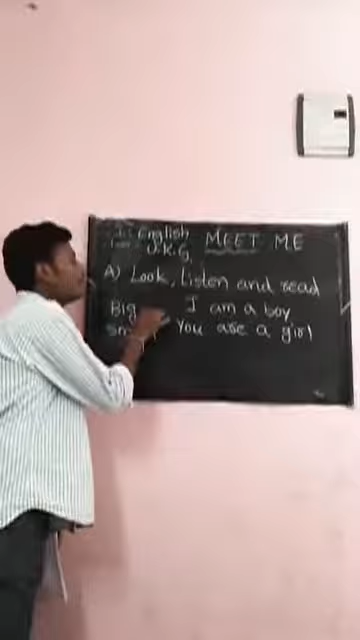 English
U.K.G, MEET ME
A) Look, Listen and read
Big I am a boy
You are a girl